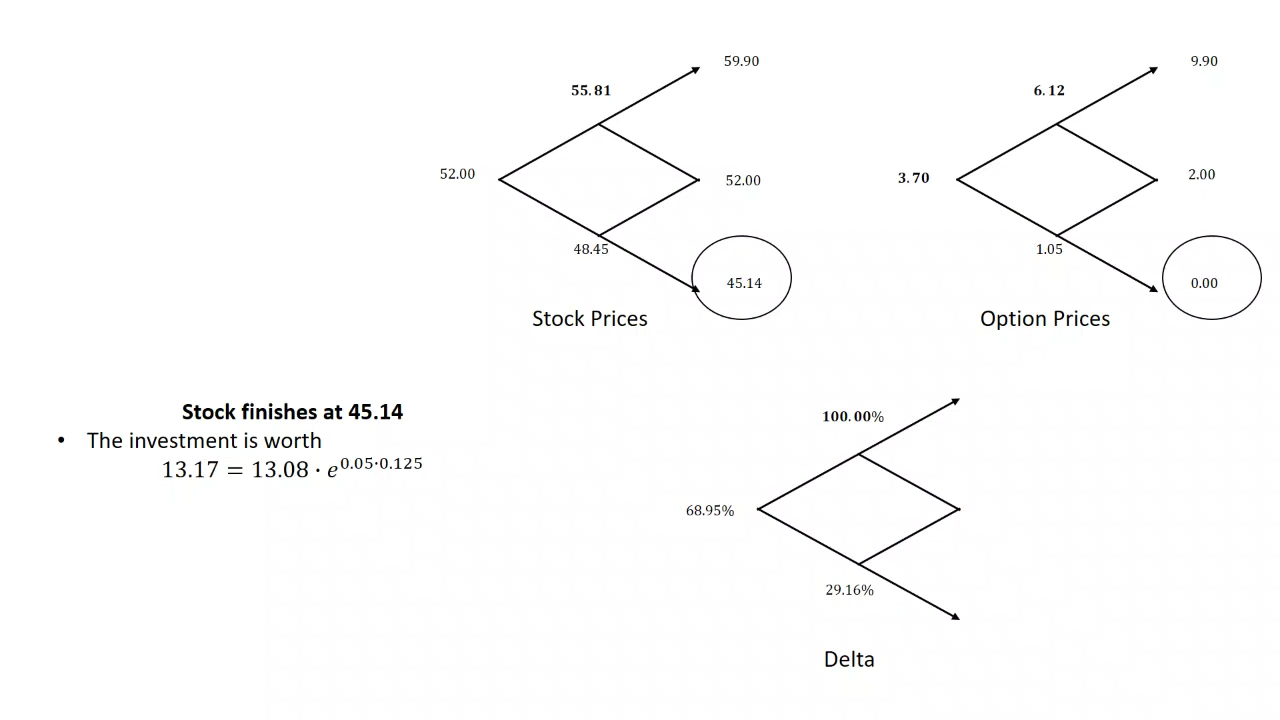 59.90
55.81
52.00
52.00
48.45
45.14
Stock Prices
9.90
6.12
3.70
2.00
1.05
0.00
Option Prices
Stock finishes at 45.14
• The investment is worth
13.17 = 13.08 · e^{0.05·0.125}
100.00%
68.95%
29.16%
Delta